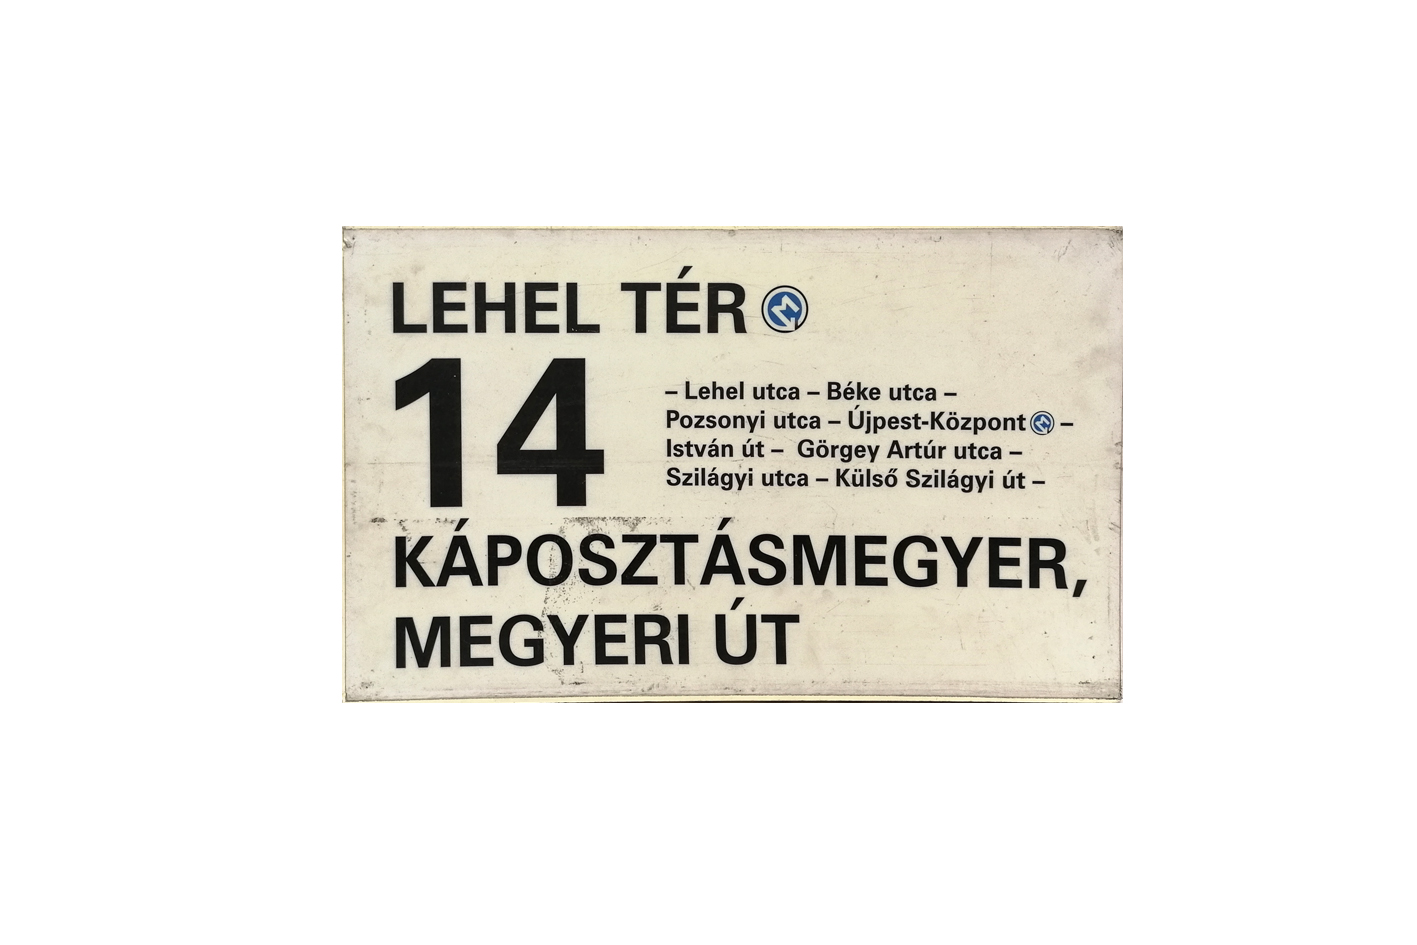 LEHEL TÉR M
14
– Lehel utca – Béke utca –
Pozsonyi utca – Újpest-Központ M –
István út – Görgey Artúr utca –
Szilágyi utca – Külső Szilágyi út –
KÁPOSZTÁSMEGYER,
MEGYERI ÚT